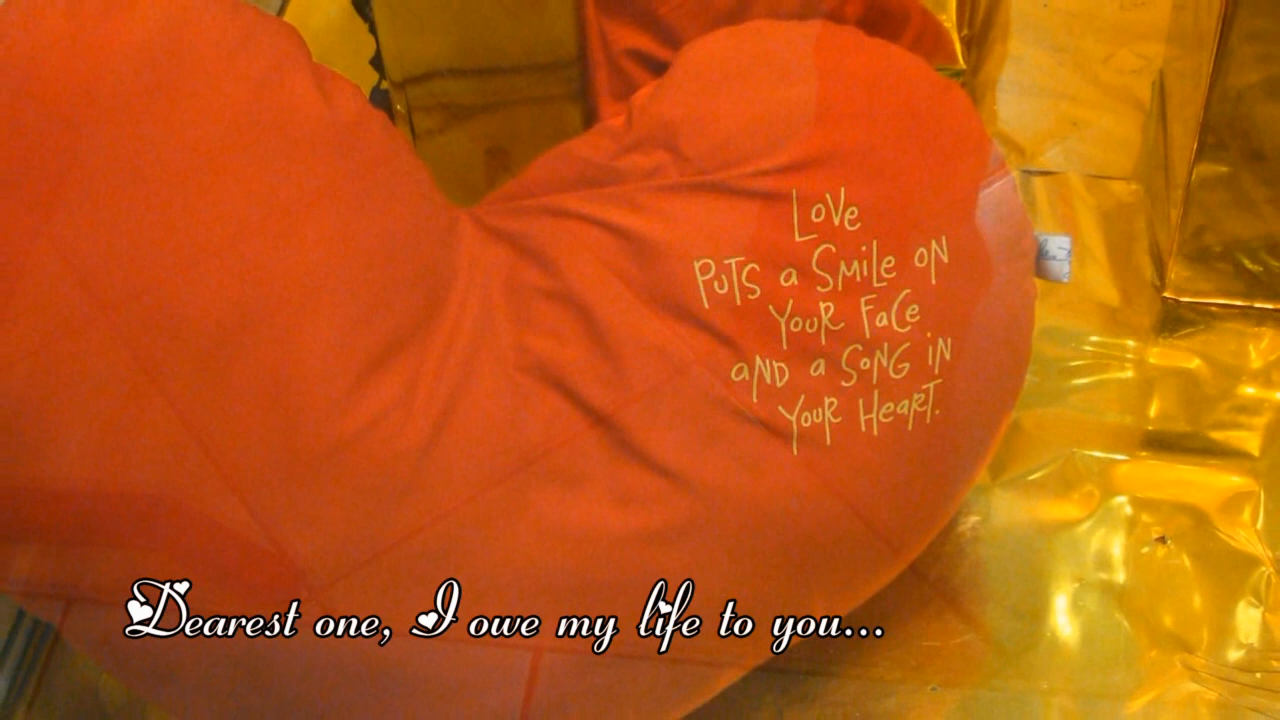 LoVe
PUTS a SMiLe ON
YouR FaCe
aND a SoNG iN
YouR HeaRT.
Dearest one, I owe my life to you...